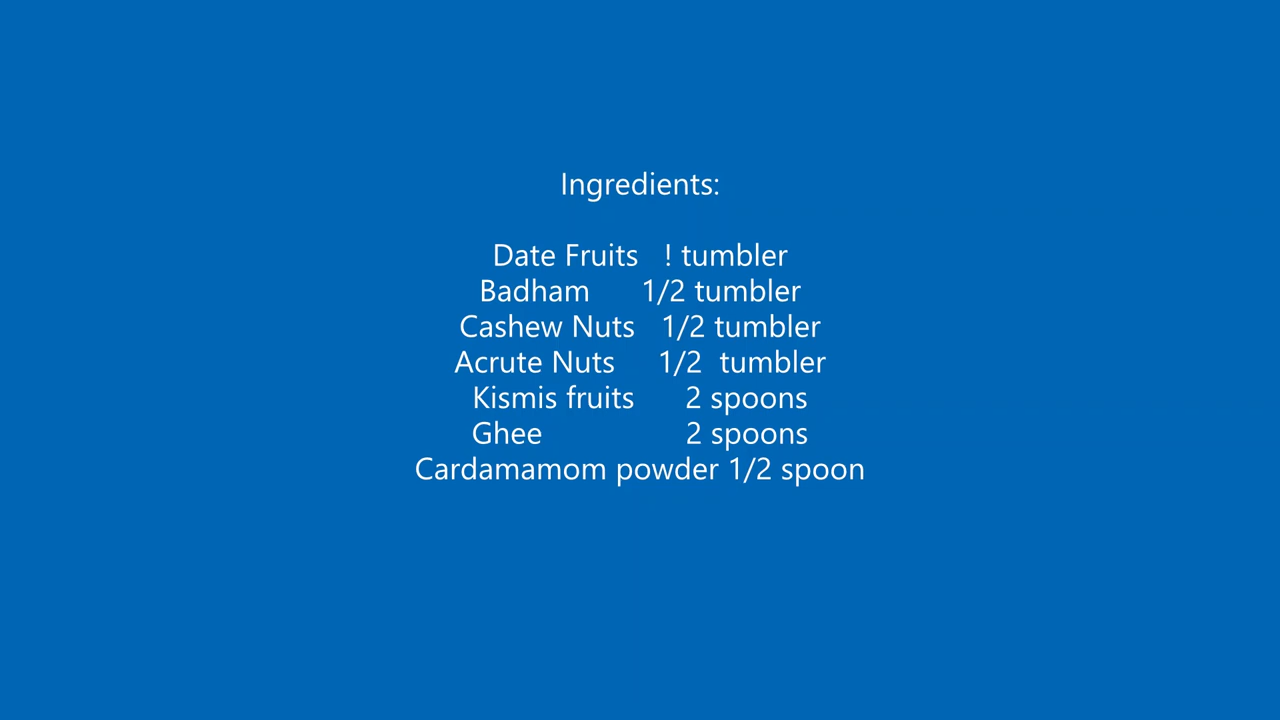 Ingredients:
Date Fruits ! tumbler
Badham 1/2 tumbler
Cashew Nuts 1/2 tumbler
Acrute Nuts 1/2 tumbler
Kismis fruits 2 spoons
Ghee 2 spoons
Cardamamom powder 1/2 spoon